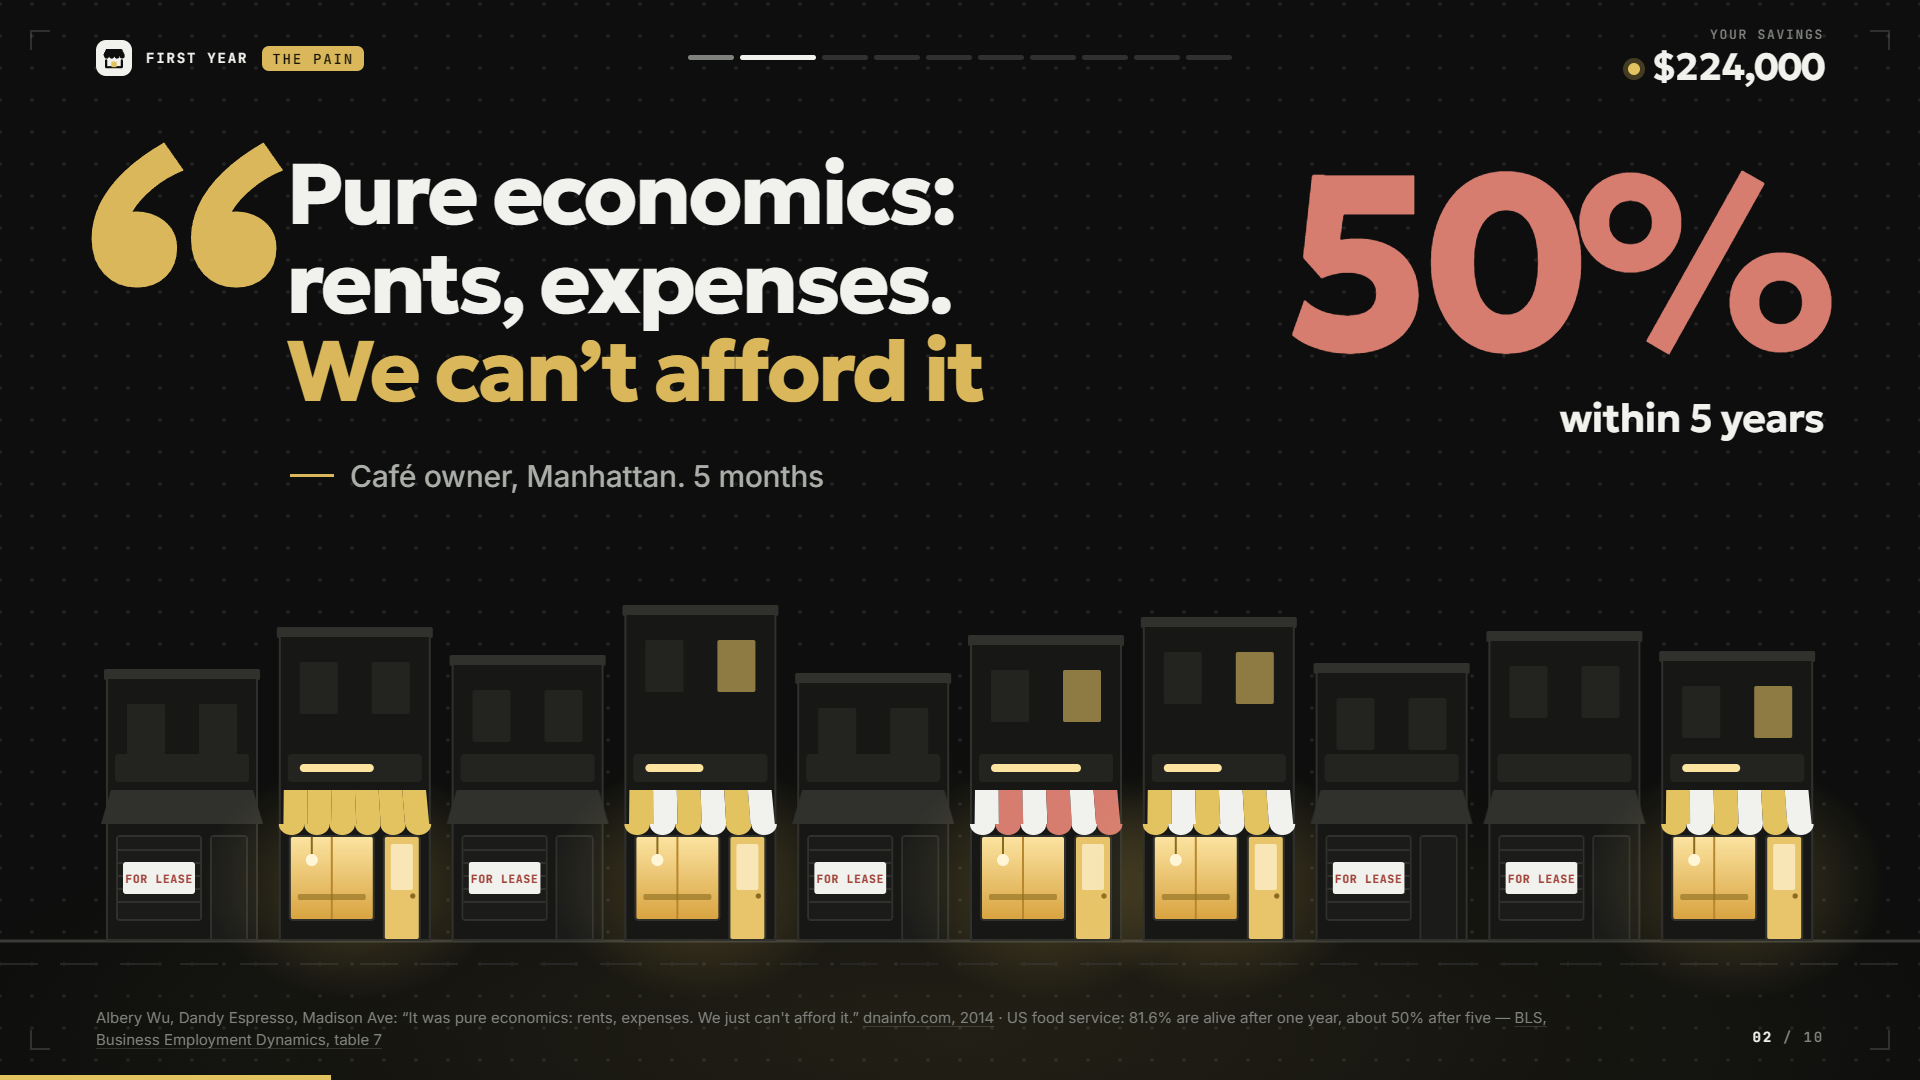 FIRST YEAR
THE PAIN
YOUR SAVINGS
$224,000
“Pure economics:
rents, expenses.
We can’t afford it
— Café owner, Manhattan. 5 months
50%
within 5 years
FOR LEASE
FOR LEASE
FOR LEASE
FOR LEASE
FOR LEASE
Albery Wu, Dandy Espresso, Madison Ave: “It was pure economics: rents, expenses. We just can't afford it.” dnainfo.com, 2014 · US food service: 81.6% are alive after one year, about 50% after five — BLS,
Business Employment Dynamics, table 7
02 / 10